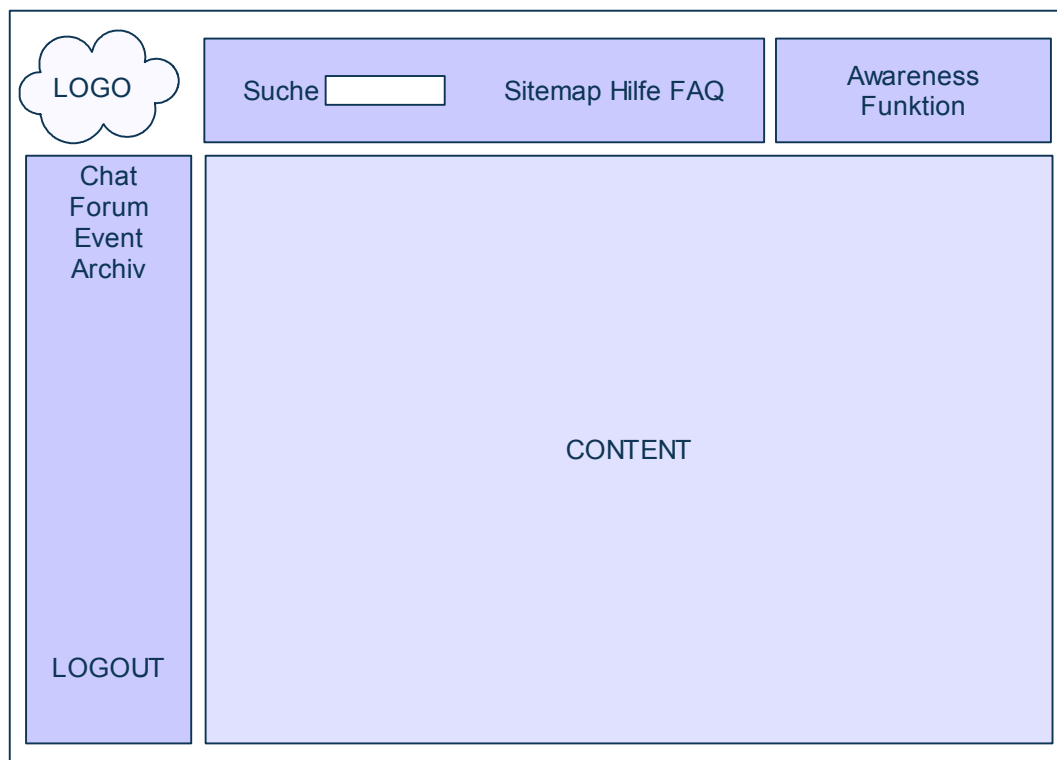 LOGO
Suche
Sitemap Hilfe FAQ
Awareness
Funktion
Chat
Forum
Event
Archiv
CONTENT
LOGOUT